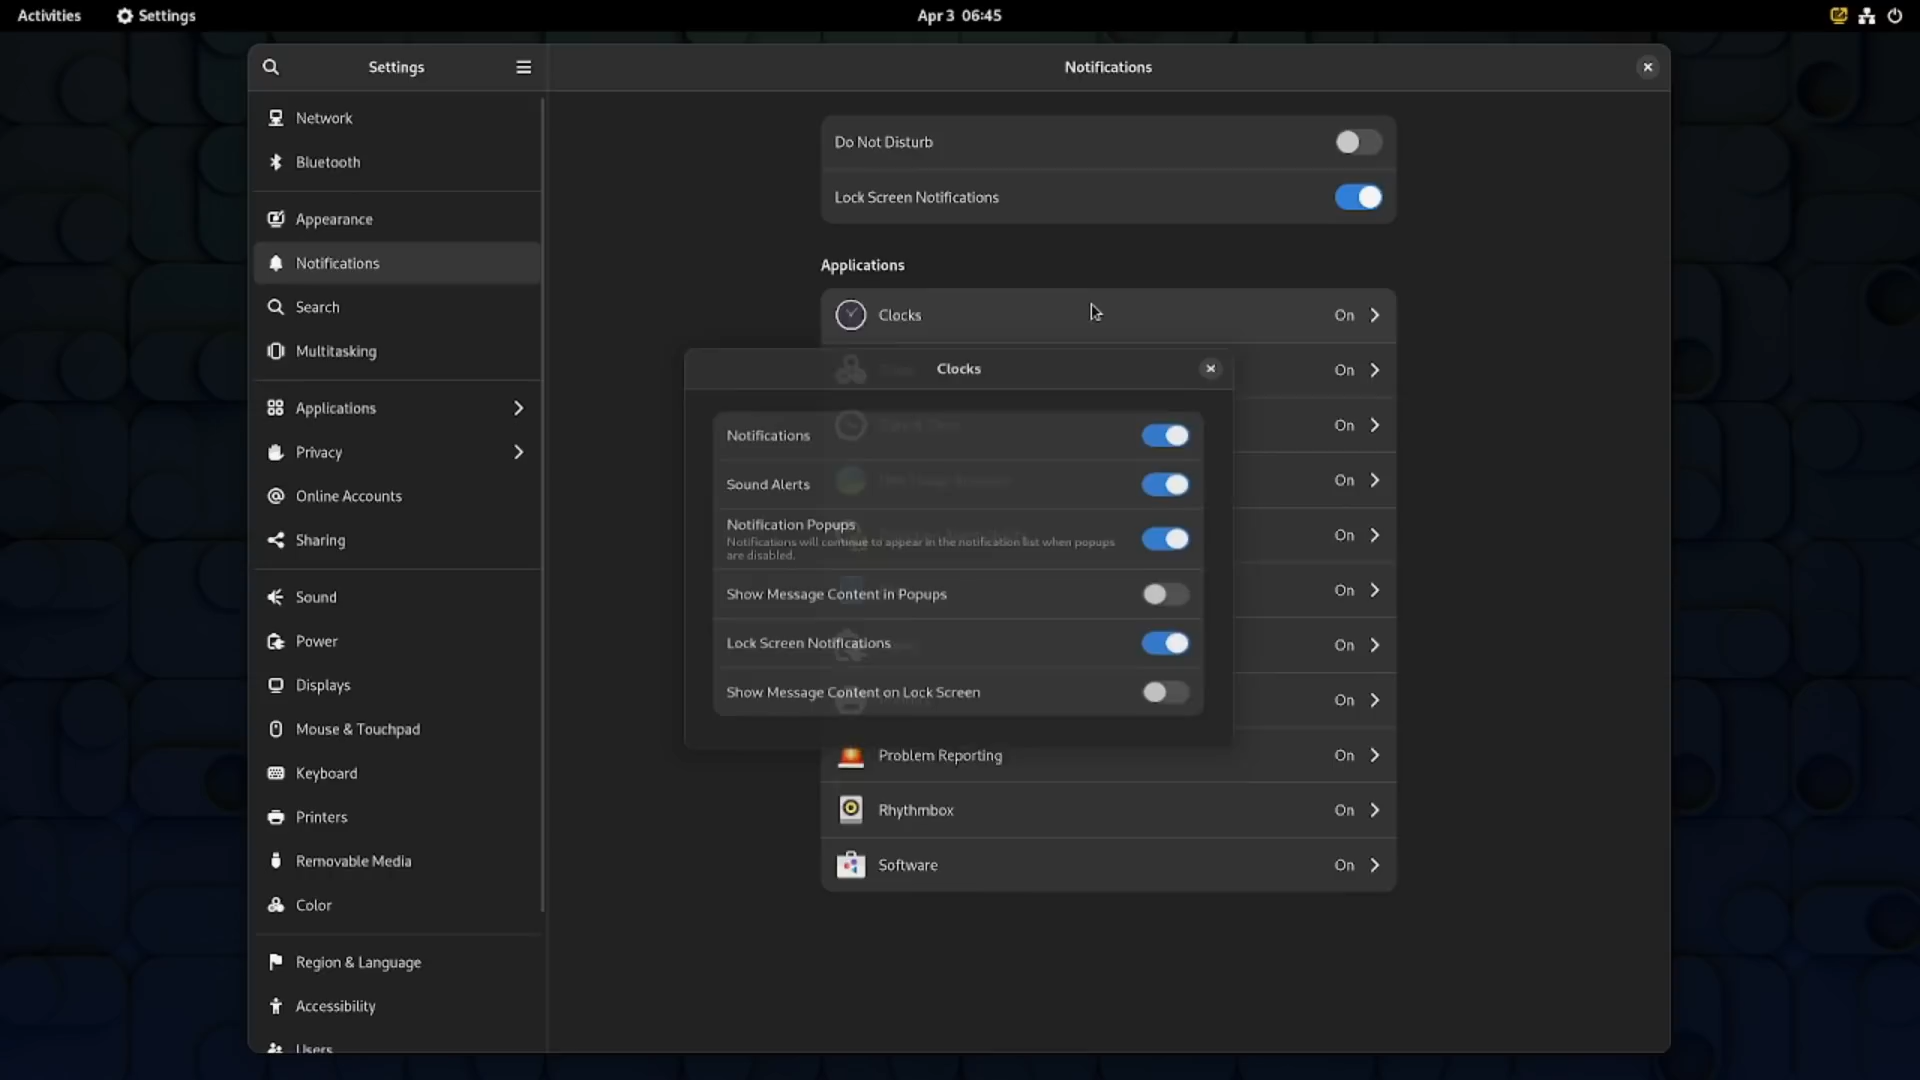 Activities
Settings
Apr 3 06:45
Settings
Notifications
Network
Bluetooth
Appearance
Notifications
Search
Multitasking
Applications
Privacy
Online Accounts
Sharing
Sound
Power
Displays
Mouse & Touchpad
Keyboard
Printers
Removable Media
Color
Region & Language
Accessibility
Users
Do Not Disturb
Lock Screen Notifications
Applications
Clocks On
On
On
On
On
On
On
On
Problem Reporting On
Rhythmbox On
Software On
Clocks
Notifications
Sound Alerts
Notification Popups
Notifications will continue to appear in the notification list when popups
are disabled.
Show Message Content in Popups
Lock Screen Notifications
Show Message Content on Lock Screen